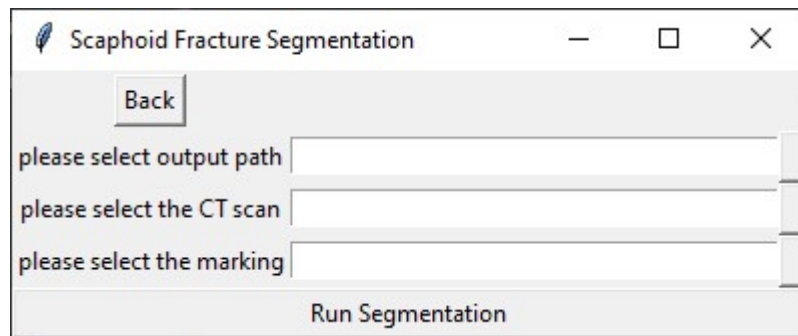 Scaphoid Fracture Segmentation
Back
please select output path
please select the CT scan
please select the marking
Run Segmentation